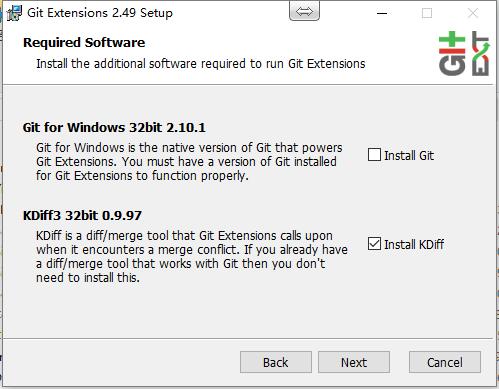 Git Extensions 2.49 Setup
Required Software
Install the additional software required to run Git Extensions
Git
EXT
Git for Windows 32bit 2.10.1
Git for Windows is the native version of Git that powers
Git Extensions. You must have a version of Git installed
for Git Extensions to function properly.
Install Git
KDiff3 32bit 0.9.97
KDiff is a diff/merge tool that Git Extensions calls upon
when it encounters a merge conflict. If you already have
a diff/merge tool that works with Git then you don't
need to install this.
Install KDiff
Back
Next
Cancel